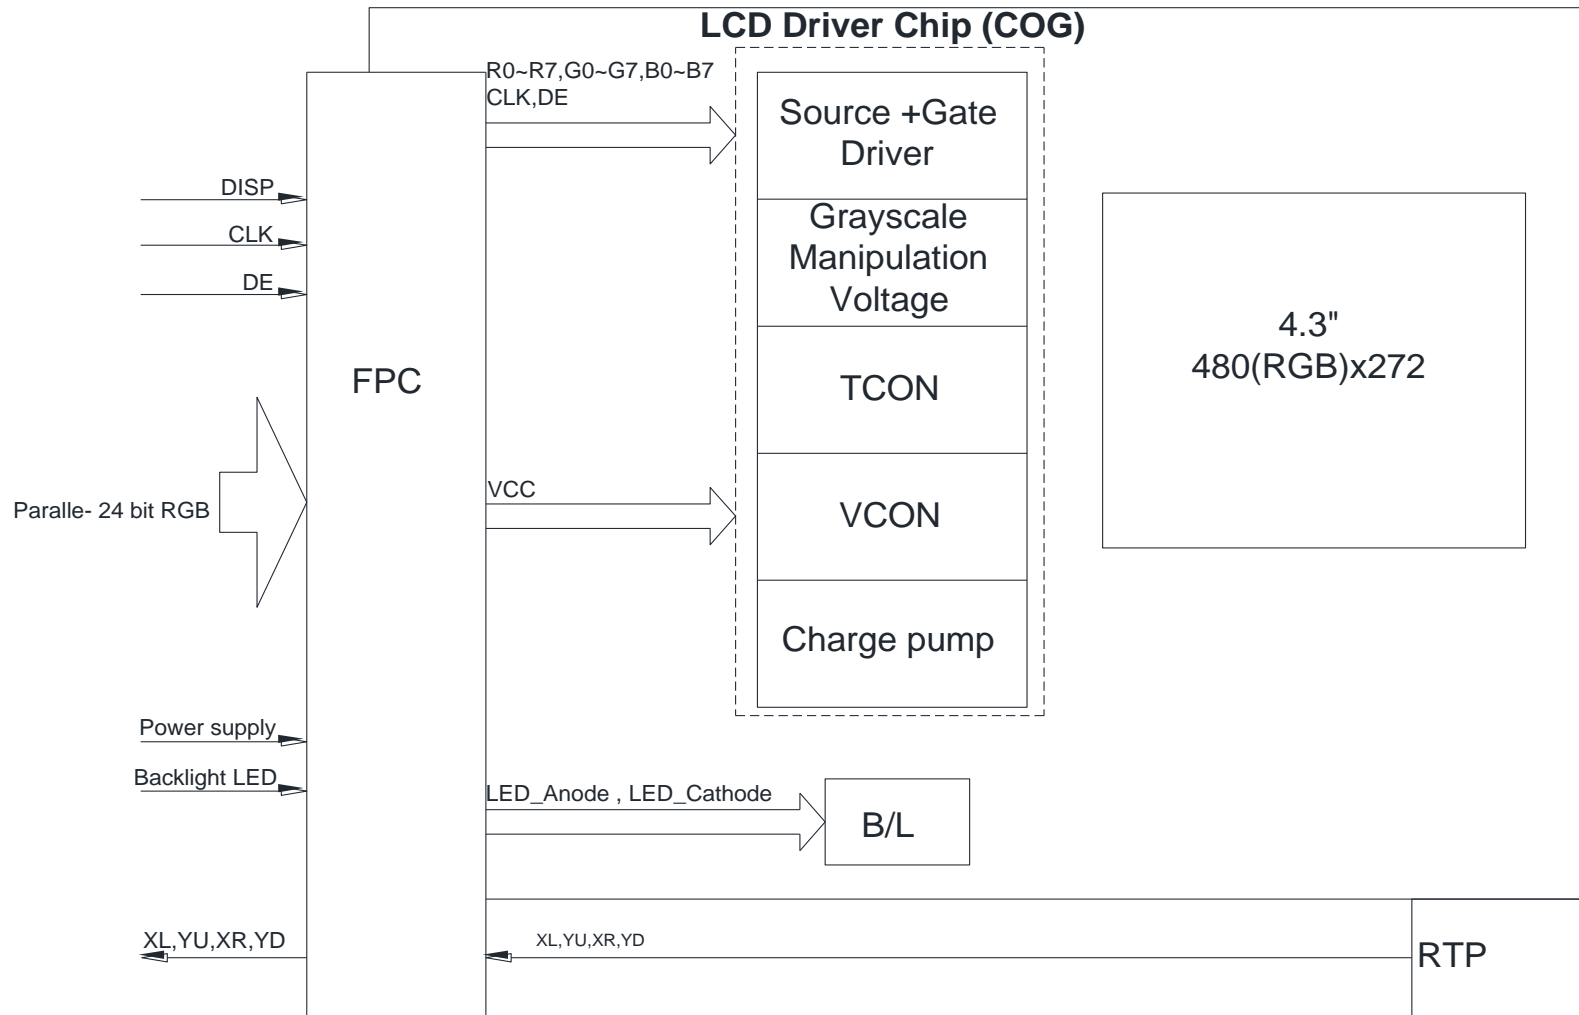 LCD Driver Chip (COG)
R0~R7,G0~G7,B0~B7
CLK,DE
Source +Gate
Driver
DISP
CLK
DE
Grayscale
Manipulation
Voltage
4.3"
480(RGB)x272
FPC
TCON
Paralle- 24 bit RGB
VCC
VCON
Charge pump
Power supply
Backlight LED
LED_Anode , LED_Cathode
B/L
XL,YU,XR,YD
XL,YU,XR,YD
RTP